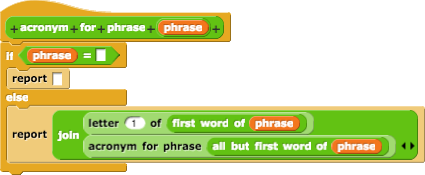 + acronym + for + phrase + phrase +
if phrase =
report
else
report join letter 1 of first word of phrase
acronym for phrase all but first word of phrase